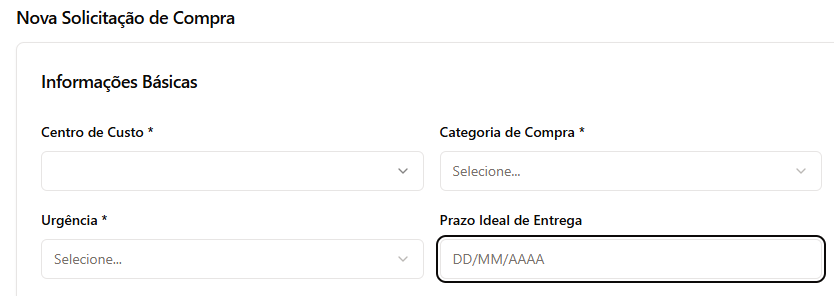 Nova Solicitação de Compra
Informações Básicas
Centro de Custo *
Categoria de Compra *
Selecione...
Urgência *
Prazo Ideal de Entrega
Selecione...
DD/MM/AAAA